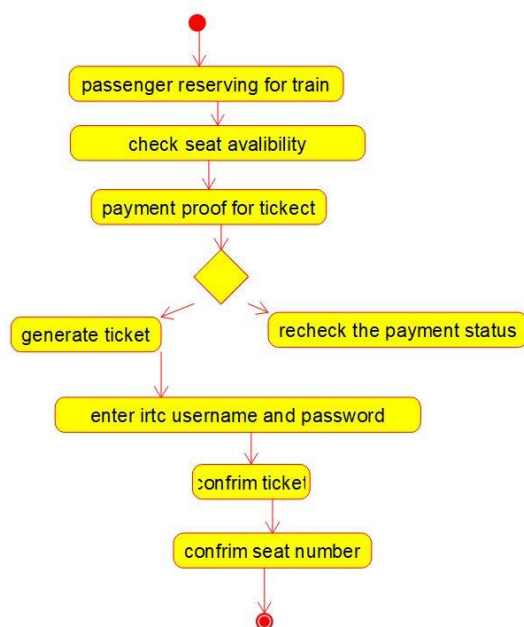 passenger reserving for train
check seat avalibility
payment proof for tickect
generate ticket
recheck the payment status
enter irtc username and password
confrim ticket
confrim seat number